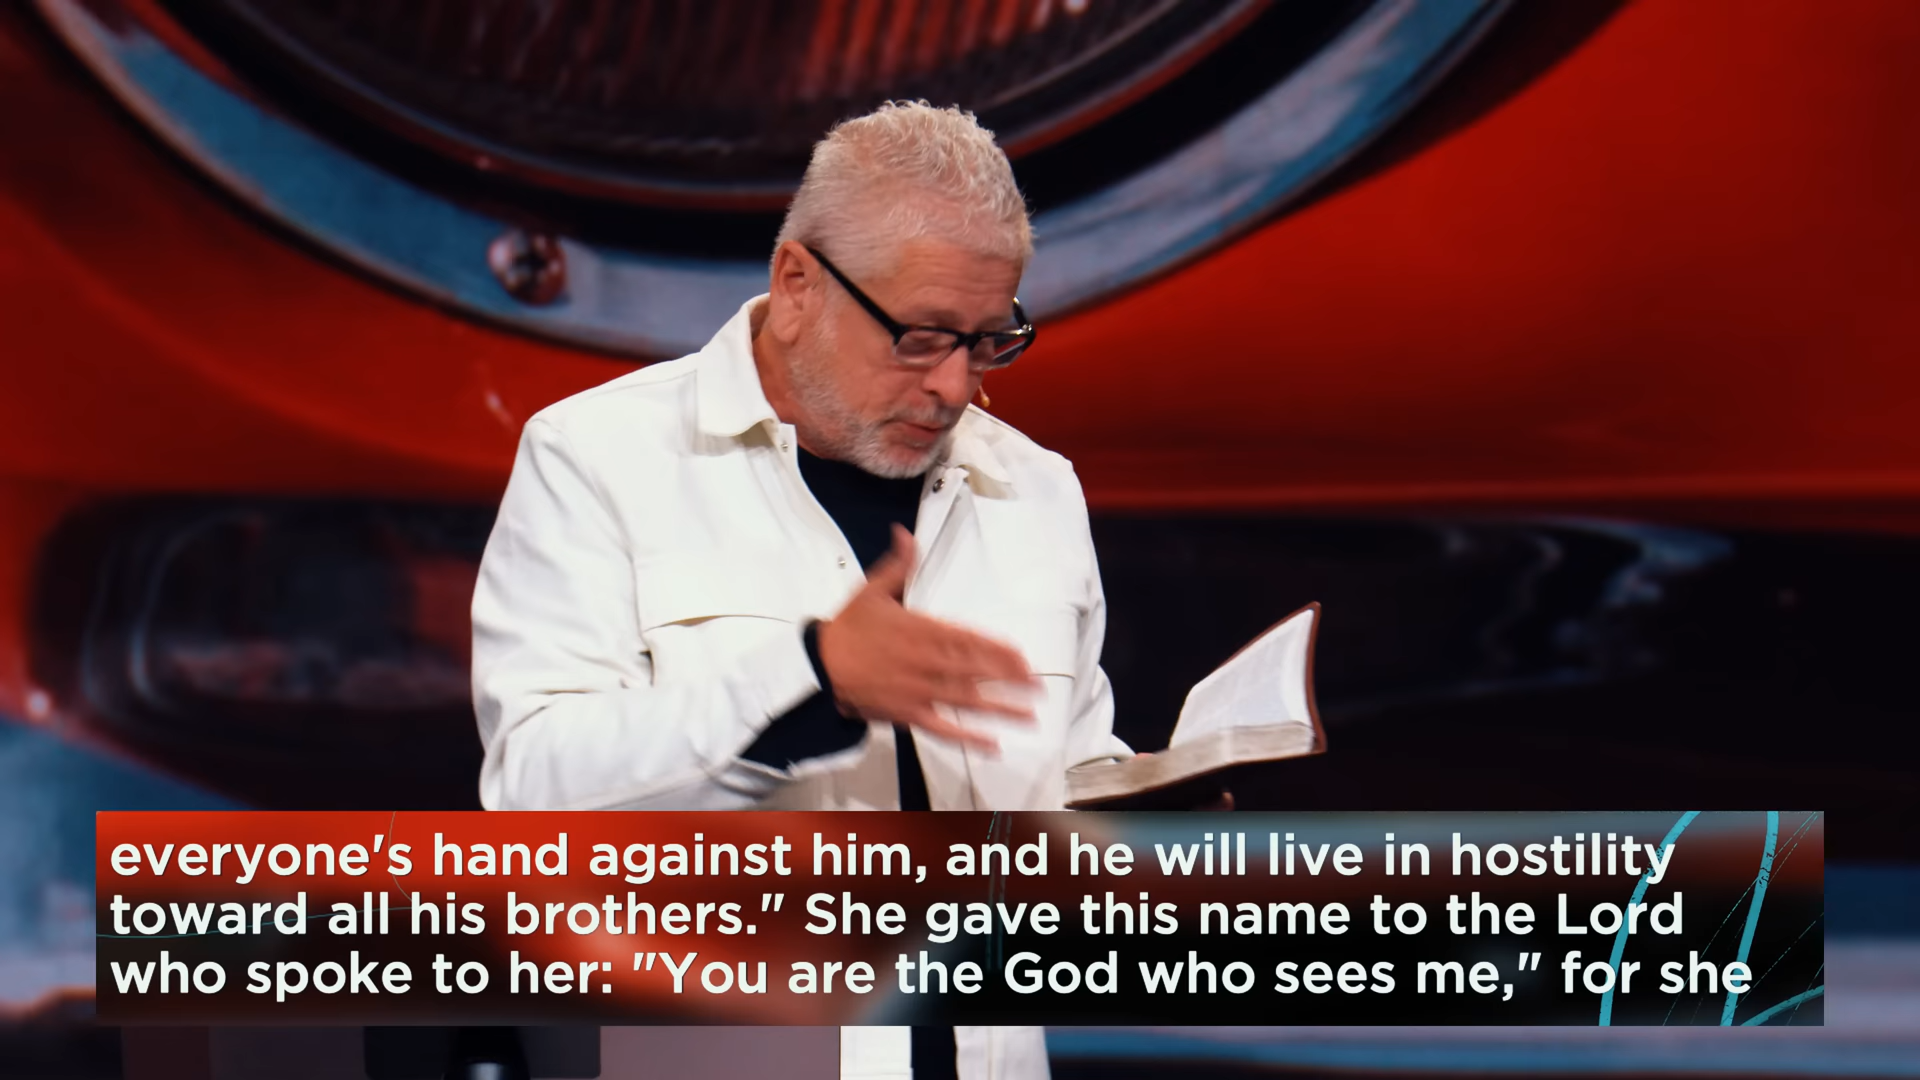 everyone's hand against him, and he will live in hostility
toward all his brothers." She gave this name to the Lord
who spoke to her: "You are the God who sees me," for she